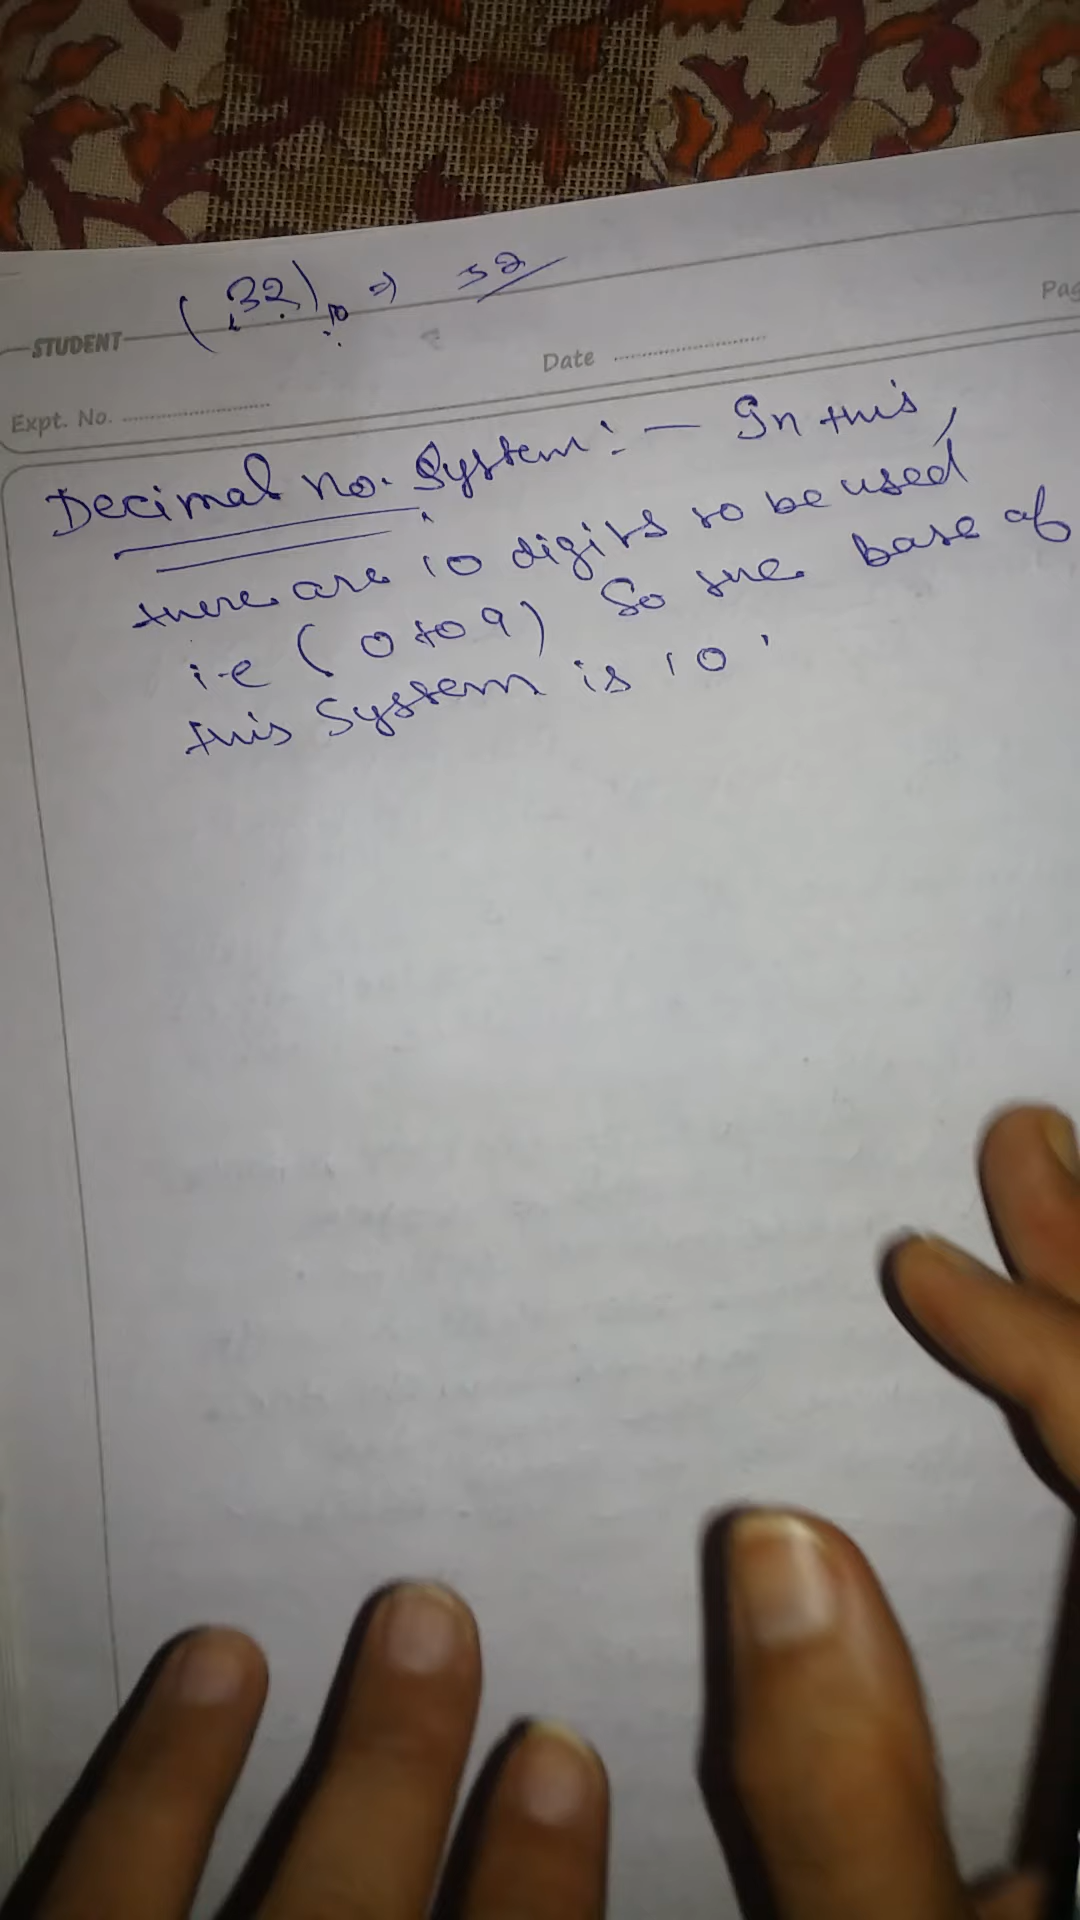 (32)10 ⇒ 32
STUDENT
Pag
Date
Expt. No.
Decimal no. System :- In this,
there are 10 digits to be used
i.e ( 0 to 9 ) So the base of
this System is 10